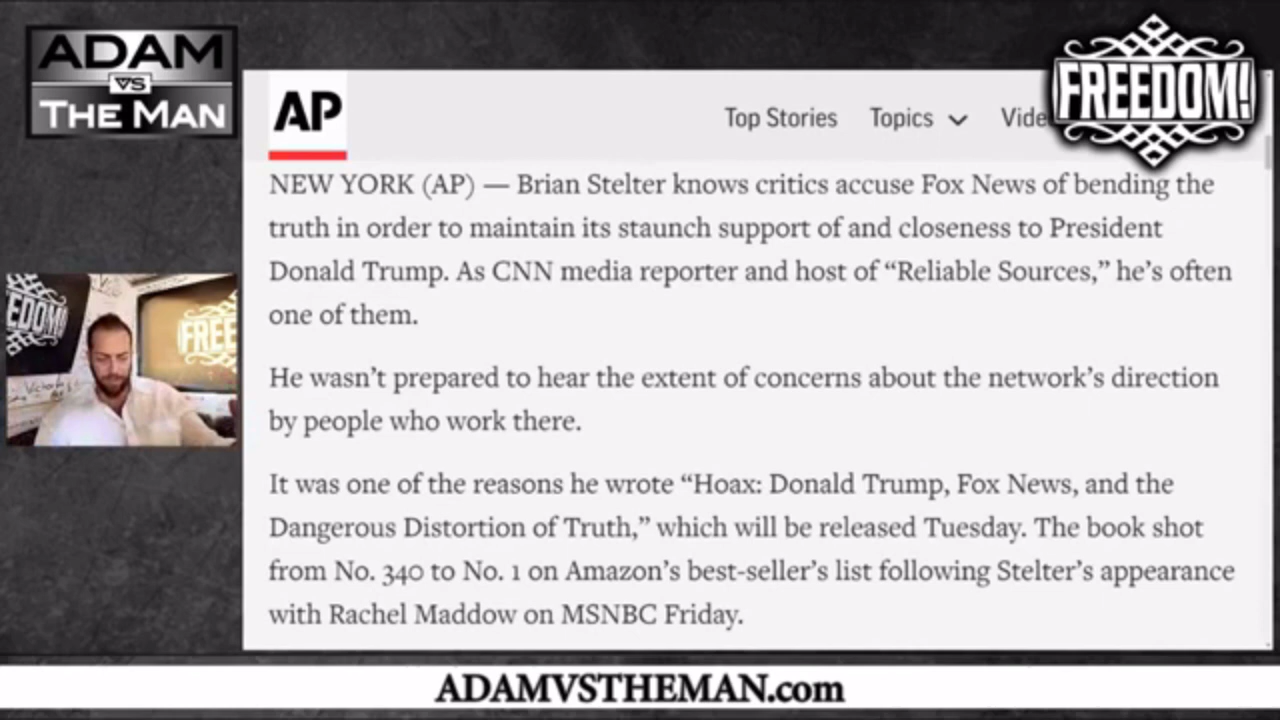 ADAM
VS
THE MAN
FREEDOM!
AP
Top Stories Topics Vide
NEW YORK (AP) — Brian Stelter knows critics accuse Fox News of bending the
truth in order to maintain its staunch support of and closeness to President
Donald Trump. As CNN media reporter and host of “Reliable Sources,” he’s often
one of them.
He wasn’t prepared to hear the extent of concerns about the network’s direction
by people who work there.
It was one of the reasons he wrote “Hoax: Donald Trump, Fox News, and the
Dangerous Distortion of Truth,” which will be released Tuesday. The book shot
from No. 340 to No. 1 on Amazon’s best-seller’s list following Stelter’s appearance
with Rachel Maddow on MSNBC Friday.
EDOM!
FREE
ADAMVSTHEMAN.com